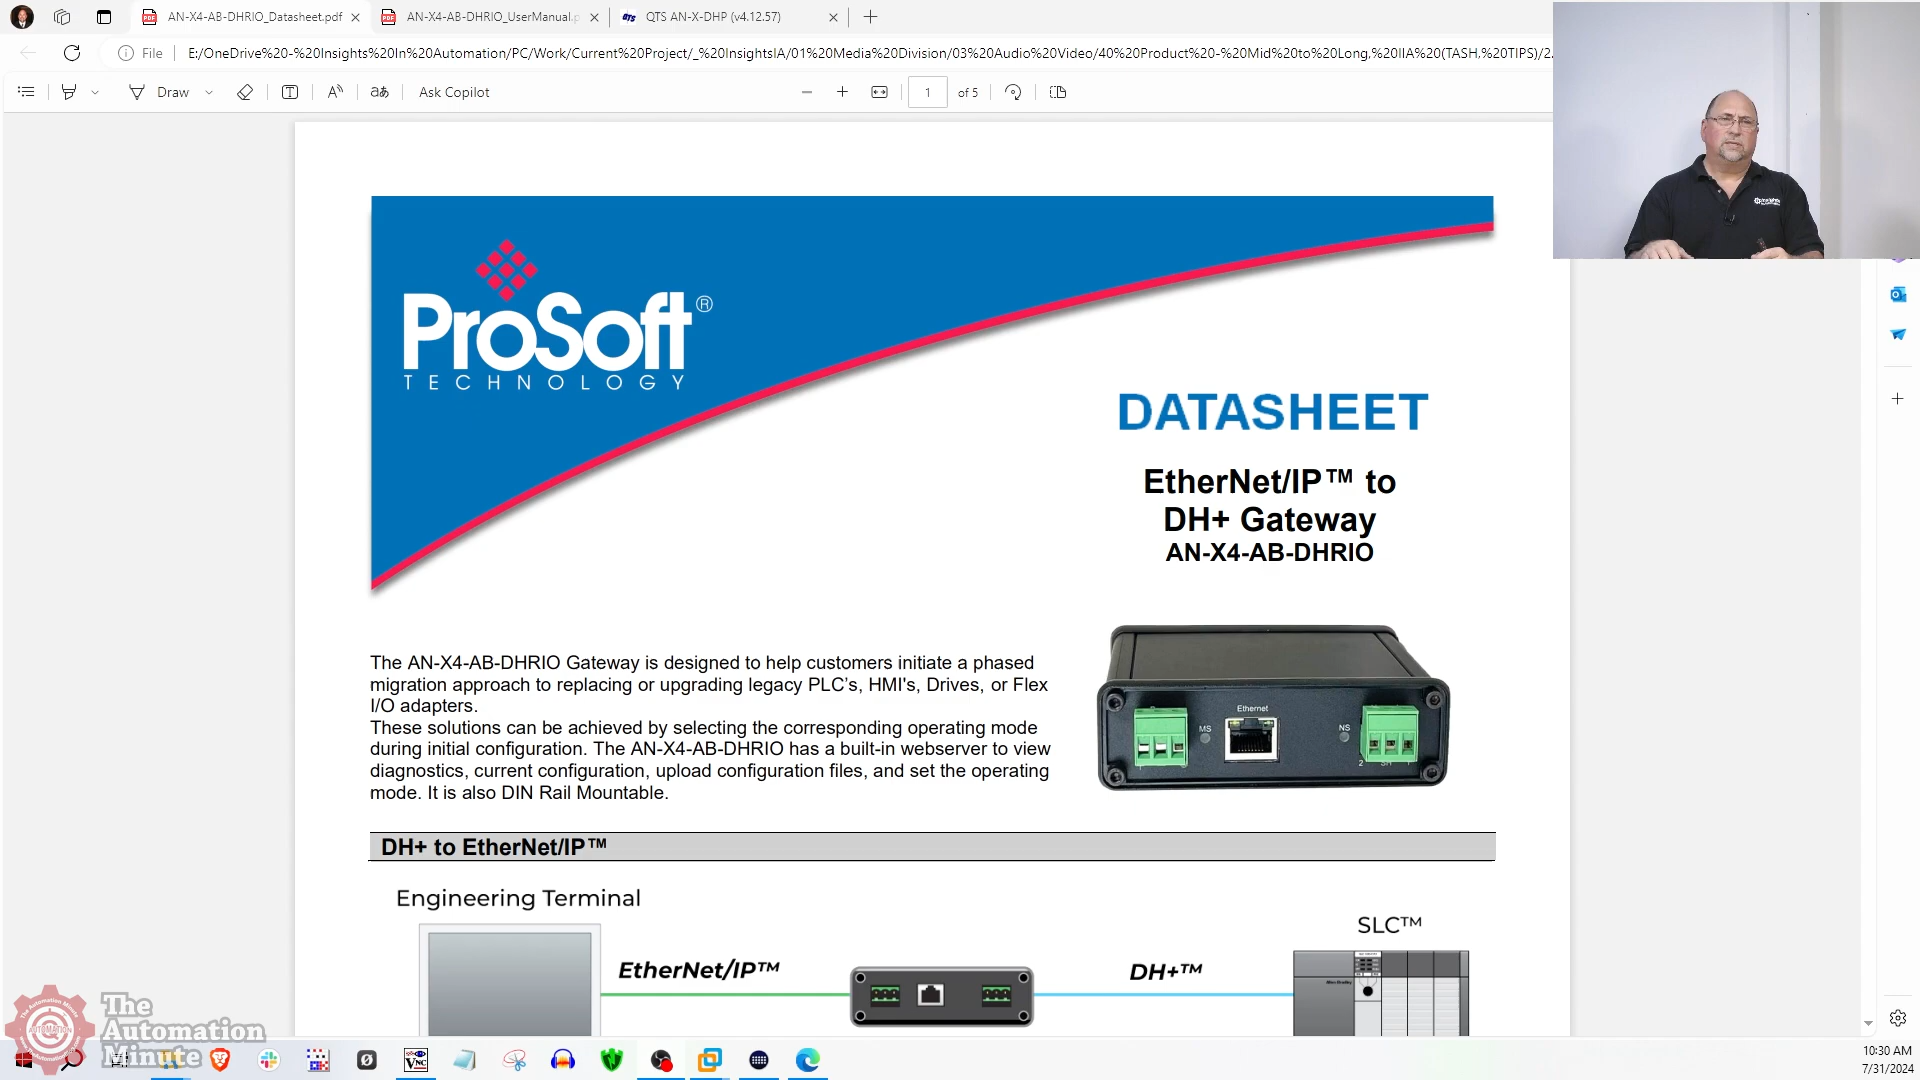 AN-X4-AB-DHRIO_Datasheet.pdf
AN-X4-AB-DHRIO_UserManual.p
QTS
QTS AN-X-DHP (v4.12.57)
File
E:/OneDrive%20-%20Insights%20In%20Automation/PC/Work/Current%20Project/_%20InsightsIA/01%20Media%20Division/03%20Audio%20Video/40%20Product%20-%20Mid%20to%20Long,%20IIA%20(TASH,%20TIPS)/2.
Draw
aあ
Ask Copilot
1
of 5
ProSoft®
TECHNOLOGY
DATASHEET
EtherNet/IP™ to
DH+ Gateway
AN-X4-AB-DHRIO
The AN-X4-AB-DHRIO Gateway is designed to help customers initiate a phased
migration approach to replacing or upgrading legacy PLC’s, HMI's, Drives, or Flex
I/O adapters.
These solutions can be achieved by selecting the corresponding operating mode
during initial configuration. The AN-X4-AB-DHRIO has a built-in webserver to view
diagnostics, current configuration, upload configuration files, and set the operating
mode. It is also DIN Rail Mountable.
Ethernet
MS
NS
2 SH
DH+ to EtherNet/IP™
Engineering Terminal
EtherNet/IP™
DH+™
SLC™
The
Automation
Minute
AUTOMATION
VNC
10:30 AM
7/31/2024